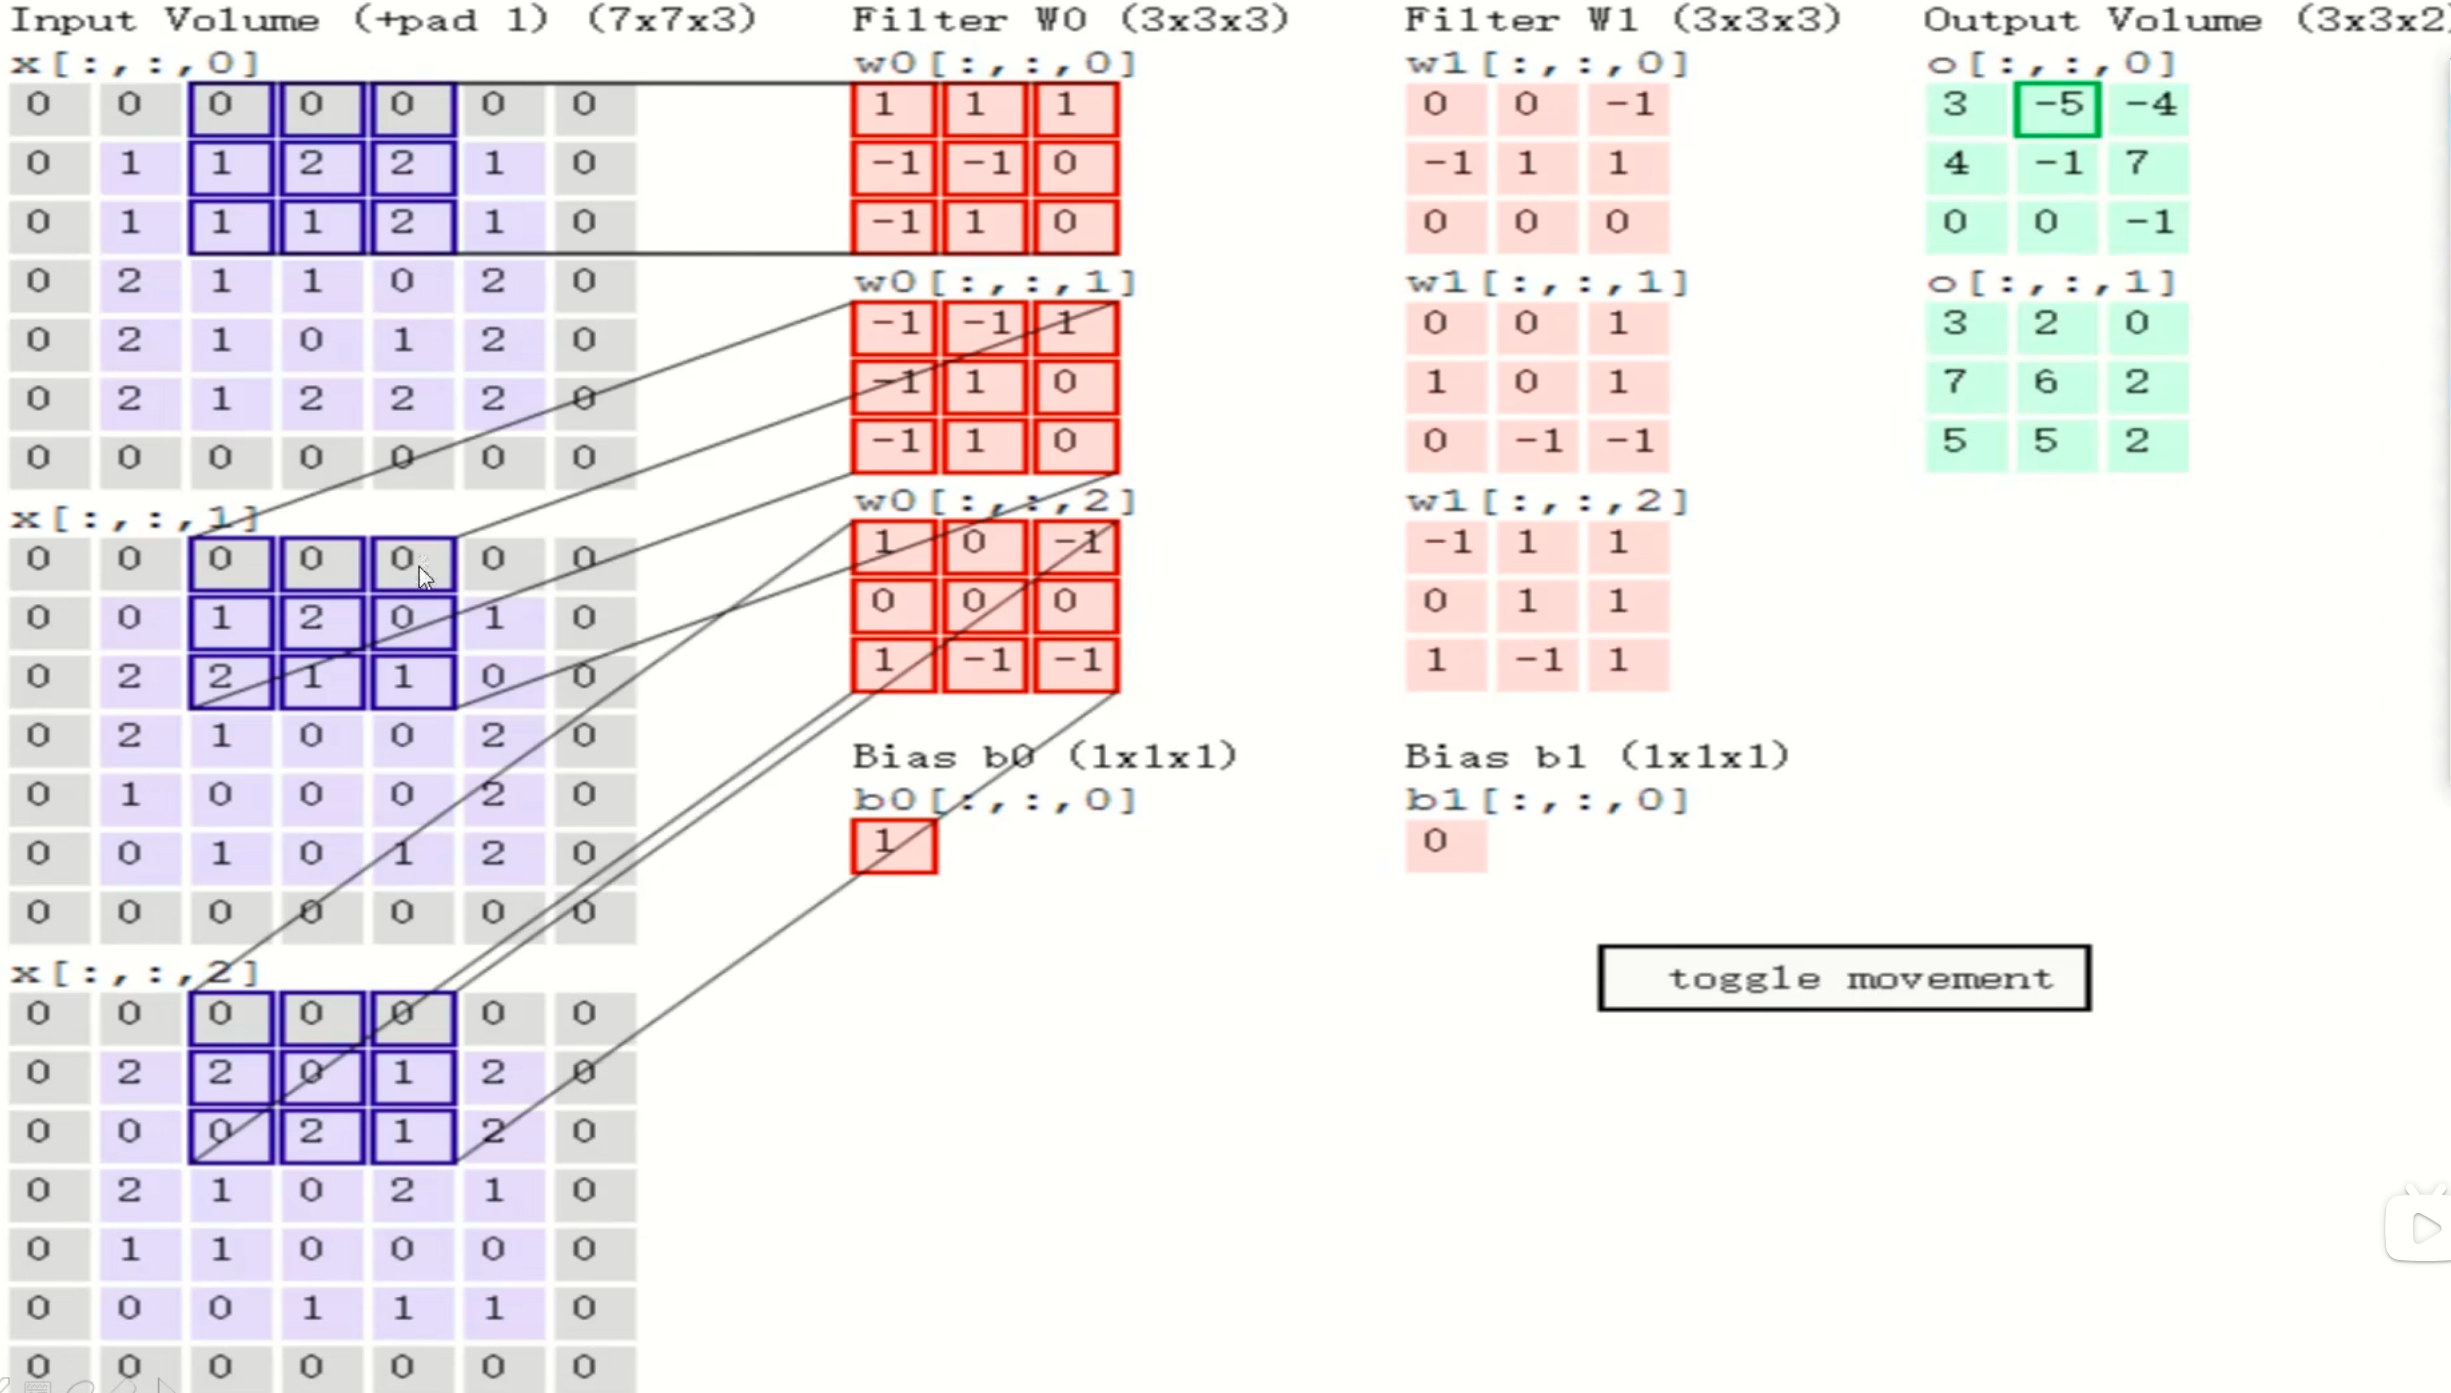 Input Volume (+pad 1) (7x7x3)
x[:,:,0]
0 0 0 0 0 0 0
0 1 1 2 2 1 0
0 1 1 1 2 1 0
0 2 1 1 0 2 0
0 2 1 0 1 2 0
0 2 1 2 2 2 0
0 0 0 0 0 0 0
x[:,:,1]
0 0 0 0 0 0 0
0 0 1 2 0 1 0
0 2 2 1 1 0 0
0 2 1 0 0 2 0
0 1 0 0 0 2 0
0 0 1 0 1 2 0
0 0 0 0 0 0 0
x[:,:,2]
0 0 0 0 0 0 0
0 2 2 0 1 2 0
0 0 0 2 1 2 0
0 2 1 0 2 1 0
0 1 1 0 0 0 0
0 0 0 1 1 1 0
0 0 0 0 0 0 0
Filter W0 (3x3x3)
w0[:,:,0]
1 1 1
-1 -1 0
-1 1 0
w0[:,:,1]
-1 -1 1
-1 1 0
-1 1 0
w0[:,:,2]
1 0 -1
0 0 0
1 -1 -1
Bias b0 (1x1x1)
b0[:,:,0]
1
Filter W1 (3x3x3)
w1[:,:,0]
0 0 -1
-1 1 1
0 0 0
w1[:,:,1]
0 0 1
1 0 1
0 -1 -1
w1[:,:,2]
-1 1 1
0 1 1
1 -1 1
Bias b1 (1x1x1)
b1[:,:,0]
0
Output Volume (3x3x2)
o[:,:,0]
3 -5 -4
4 -1 7
0 0 -1
o[:,:,1]
3 2 0
7 6 2
5 5 2
toggle movement